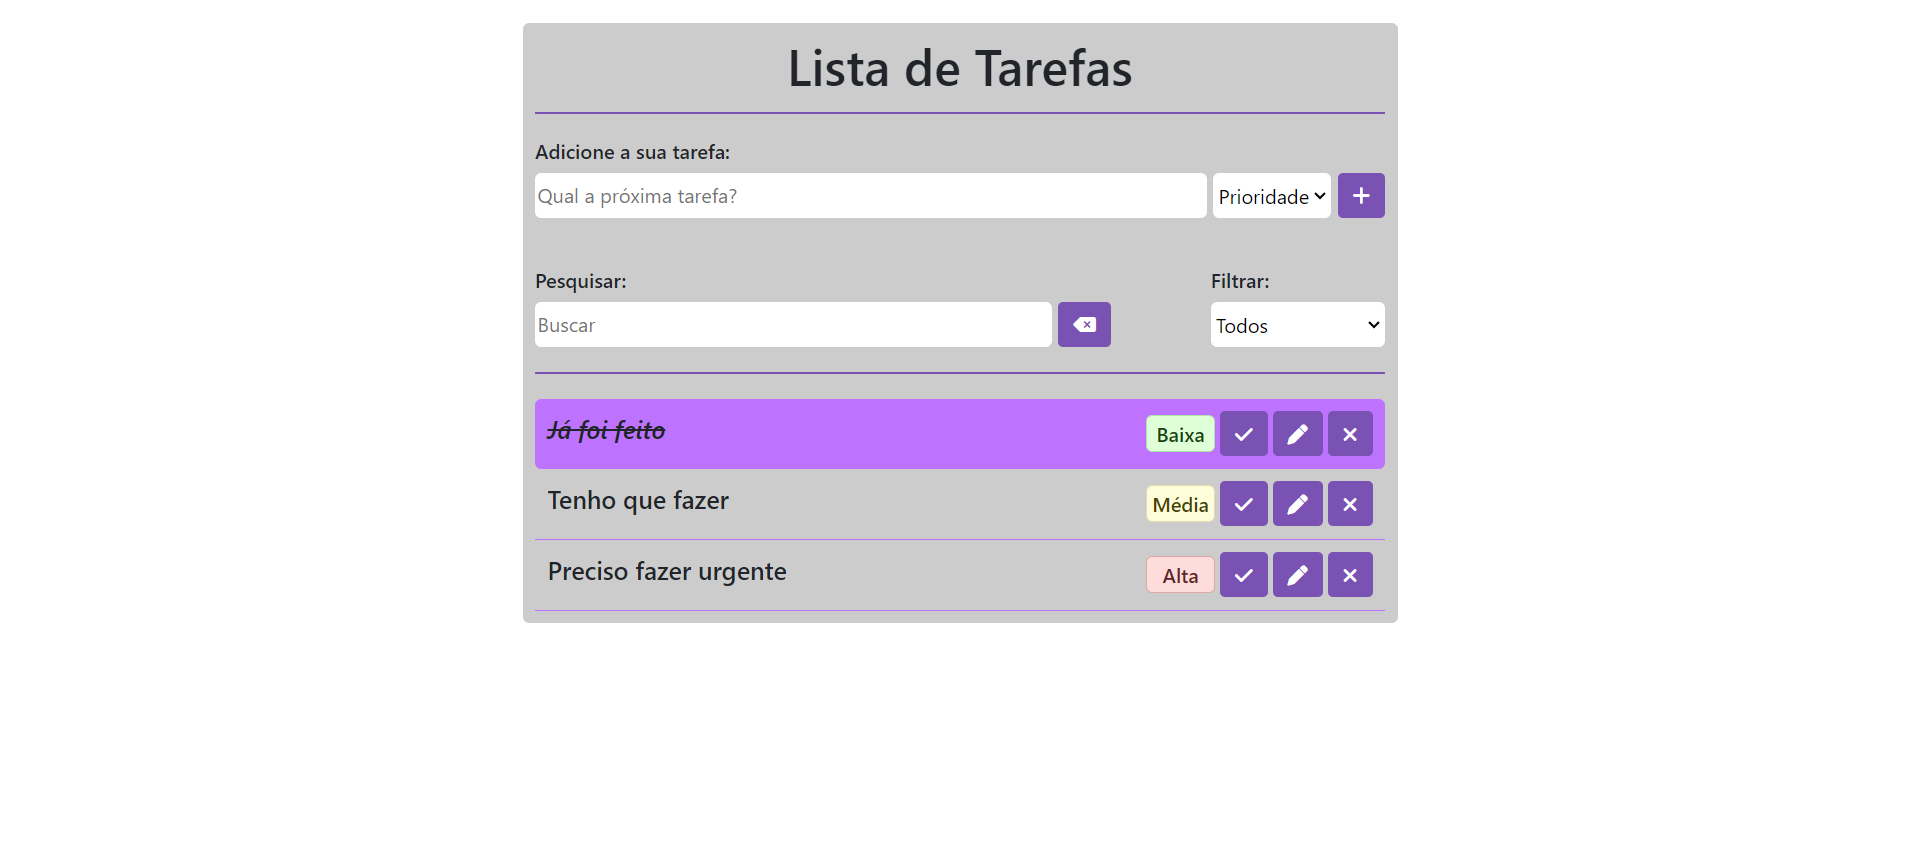 Lista de Tarefas
Adicione a sua tarefa:
Qual a próxima tarefa? Prioridade
Pesquisar: Filtrar:
Buscar Todos
Já foi feito Baixa
Tenho que fazer Média
Preciso fazer urgente Alta